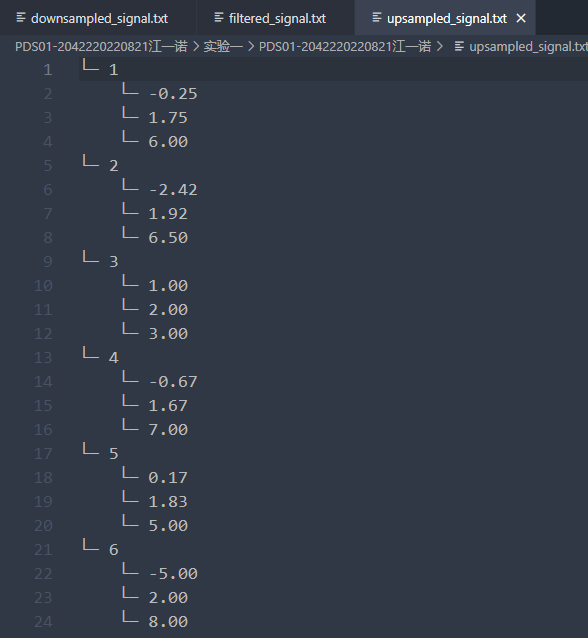 downsampled_signal.txt filtered_signal.txt upsampled_signal.txt ×
PDS01-2042220220821江一诺 > 实验一 > PDS01-2042220220821江一诺 > upsampled_signal.txt
1 └─ 1
2 └─ -0.25
3 └─ 1.75
4 └─ 6.00
5 └─ 2
6 └─ -2.42
7 └─ 1.92
8 └─ 6.50
9 └─ 3
10 └─ 1.00
11 └─ 2.00
12 └─ 3.00
13 └─ 4
14 └─ -0.67
15 └─ 1.67
16 └─ 7.00
17 └─ 5
18 └─ 0.17
19 └─ 1.83
20 └─ 5.00
21 └─ 6
22 └─ -5.00
23 └─ 2.00
24 └─ 8.00